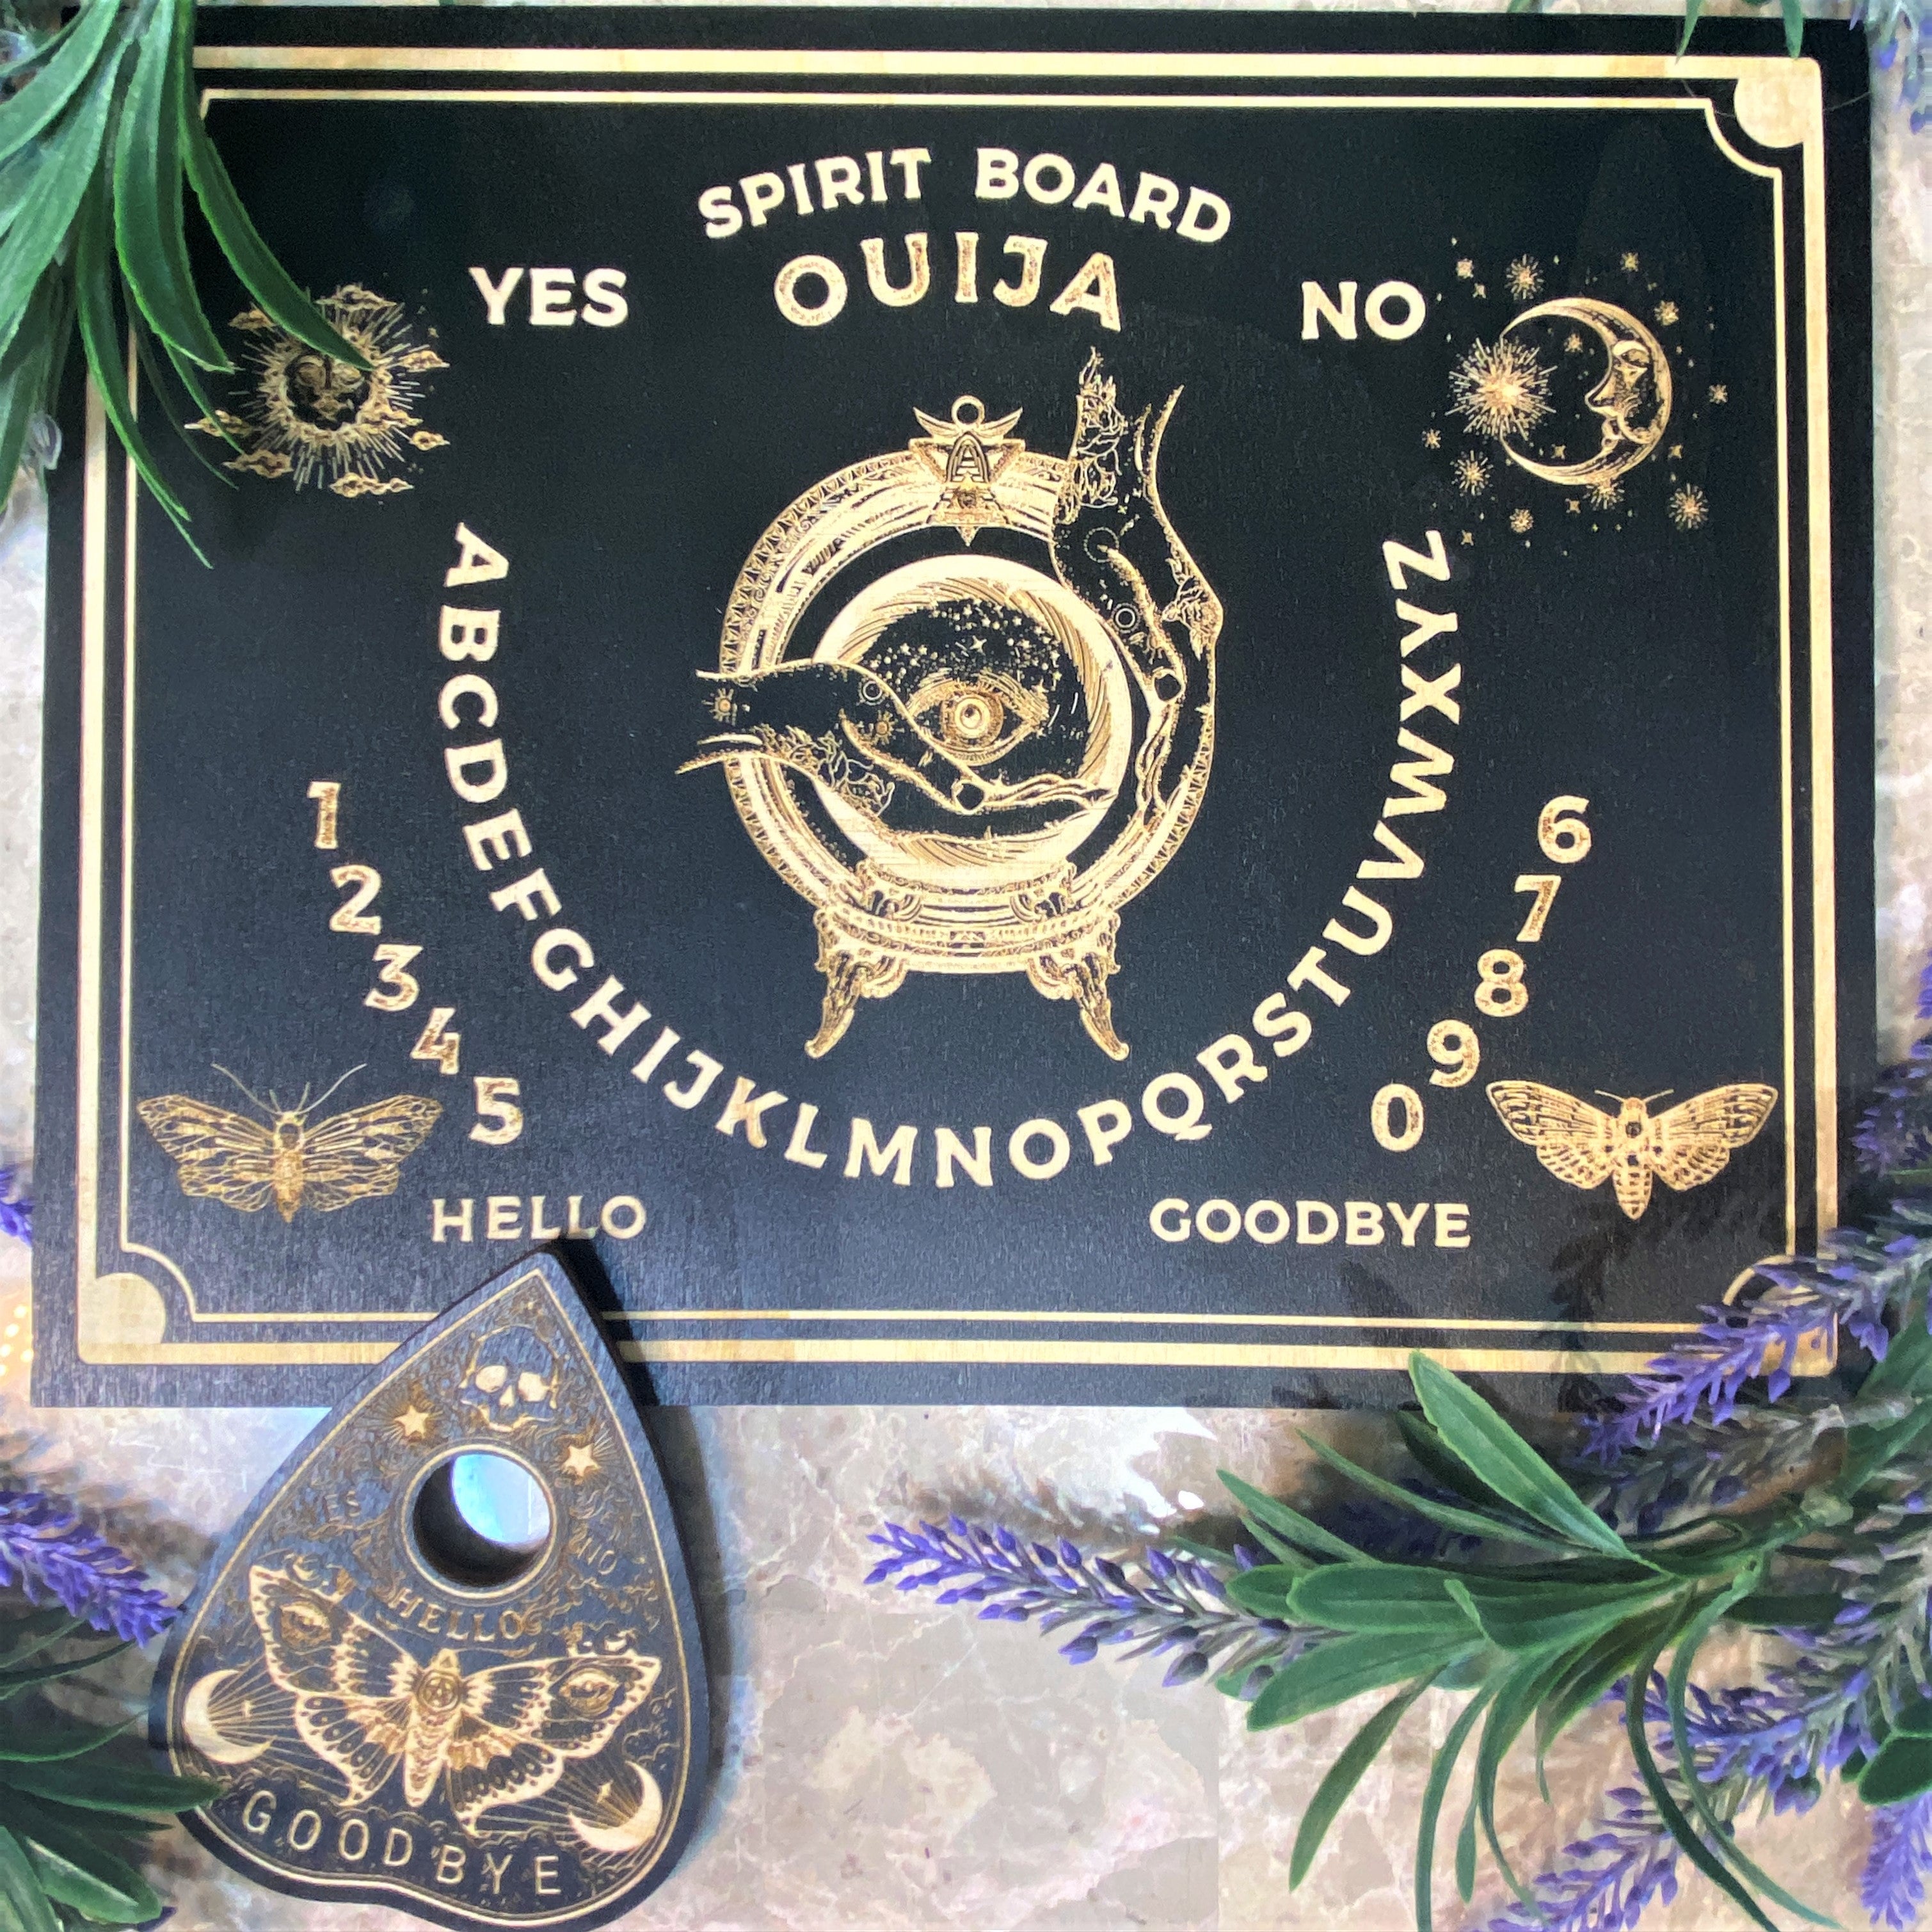 SPIRIT BOARD
OUIJA
YES
NO
ABCDEFGHIJKLMNOPQRSTUVWXYZ
1
2
3
4
5
6
7
8
9
0
HELLO
GOODBYE
YES
NO
HELLO
GOODBYE